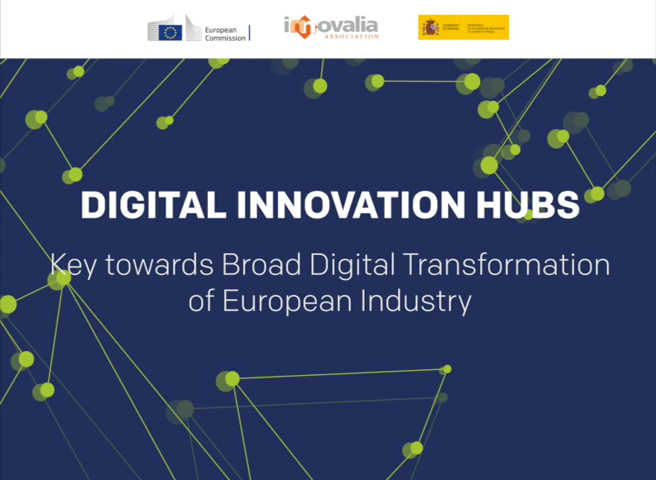 European
Commission
innovalia
ASSOCIATION
DIGITAL INNOVATION HUBS
Key towards Broad Digital Transformation
of European Industry